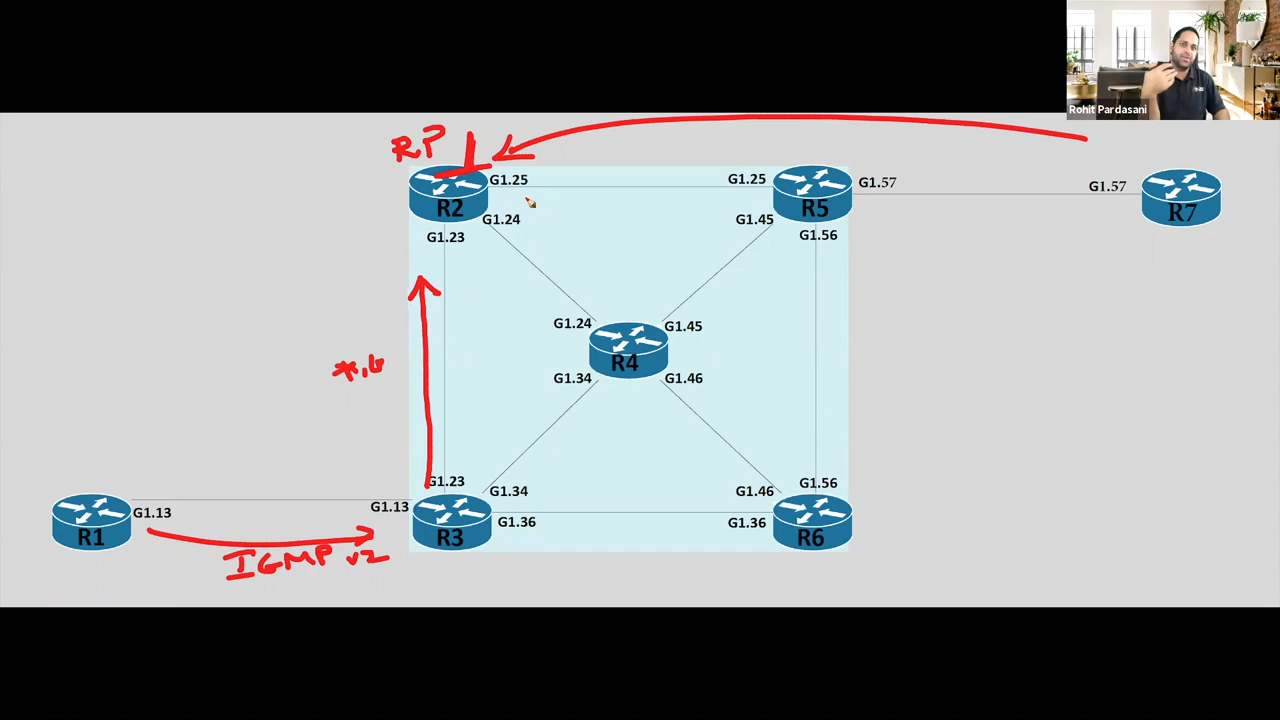 Rohit Pardasani
RP
G1.25
G1.25
G1.57
G1.57
R2
R5
R7
G1.24
G1.45
G1.23
G1.56
G1.24
G1.45
R4
*,G
G1.34
G1.46
G1.23
G1.34
G1.46
G1.56
G1.13
G1.13
G1.36
G1.36
R1
R3
R6
IGMP v2